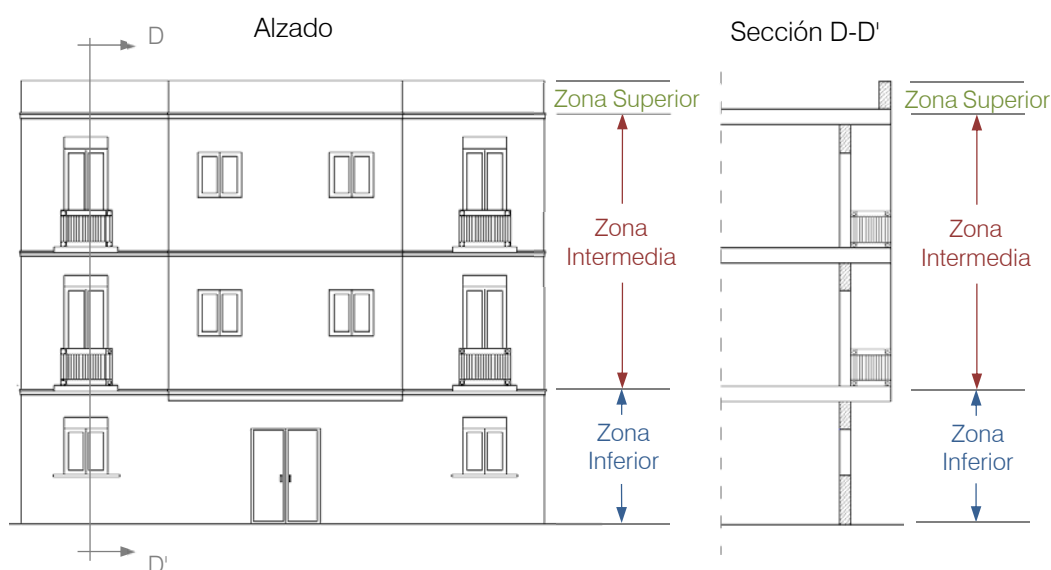 Alzado
Sección D-D'
D
Zona Superior
Zona Superior
Zona
Intermedia
Zona
Intermedia
Zona
Inferior
Zona
Inferior
D'